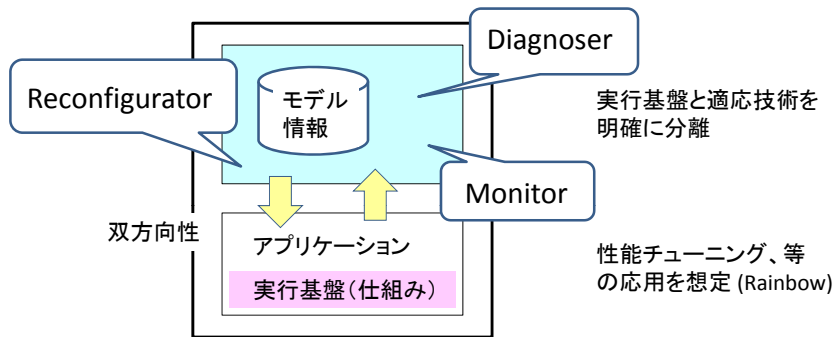 Diagnoser
Reconfigurator
モデル
情報
実行基盤と適応技術を
明確に分離
Monitor
双方向性
アプリケーション
実行基盤(仕組み)
性能チューニング、等
の応用を想定 (Rainbow)